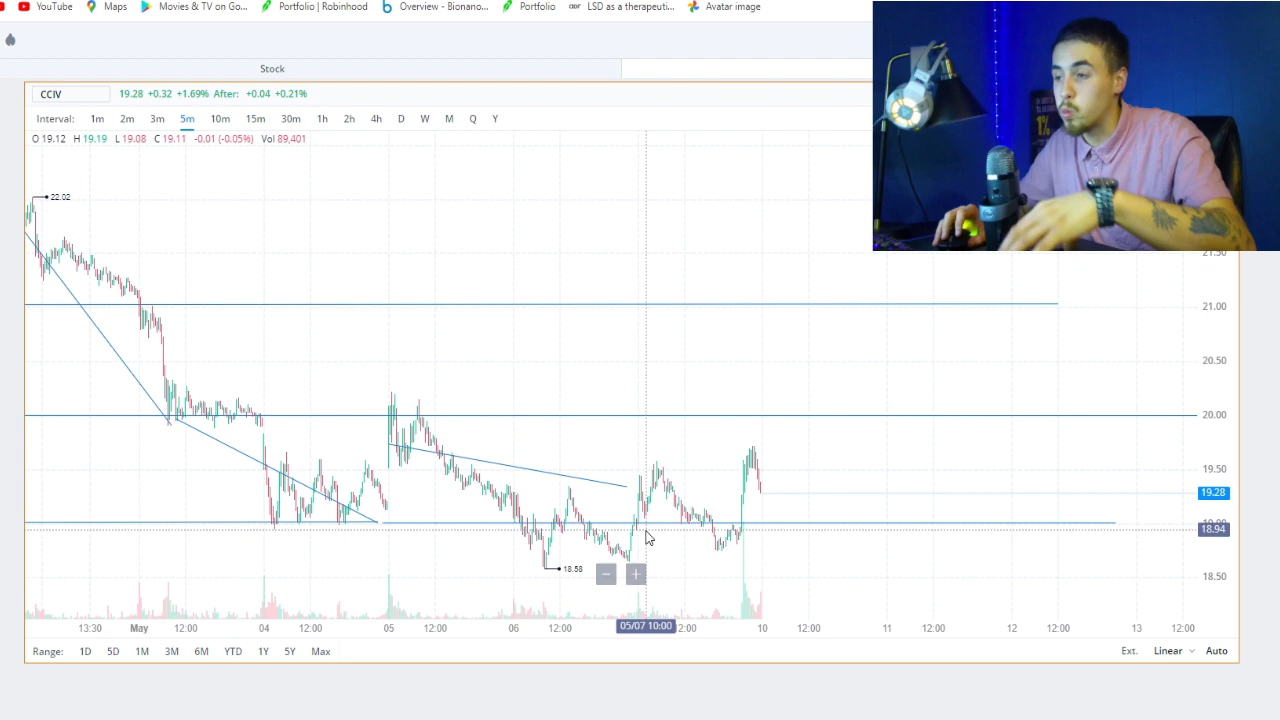 YouTube Maps Movies & TV on Go... Portfolio | Robinhood Overview - Bionano... Portfolio LSD as a therapeuti... Avatar image
Stock
CCIV 19.28 +0.32 +1.69% After: +0.04 +0.21%
Interval: 1m 2m 3m 5m 10m 15m 30m 1h 2h 4h D W M Q Y
O 19.12 H 19.19 L 19.08 C 19.11 -0.01 (-0.05%) Vol 89,401
1%
22.02
21.50
21.00
20.50
20.00
19.50
19.28
18.94
18.58
18.50
13:30 May 12:00 04 12:00 05 12:00 06 12:00 05/07 10:00 12:00 10 12:00 11 12:00 12 12:00 13 12:00
Range: 1D 5D 1M 3M 6M YTD 1Y 5Y Max Ext. Linear Auto